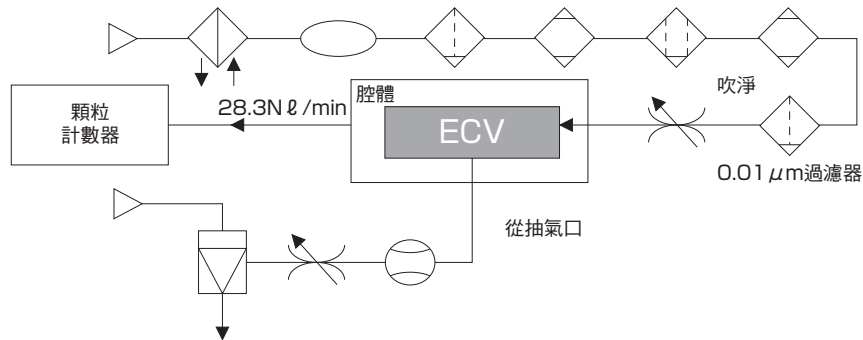 吹淨
顆粒
計數器
28.3Nℓ/min
腔體
ECV
0.01μm過濾器
從抽氣口